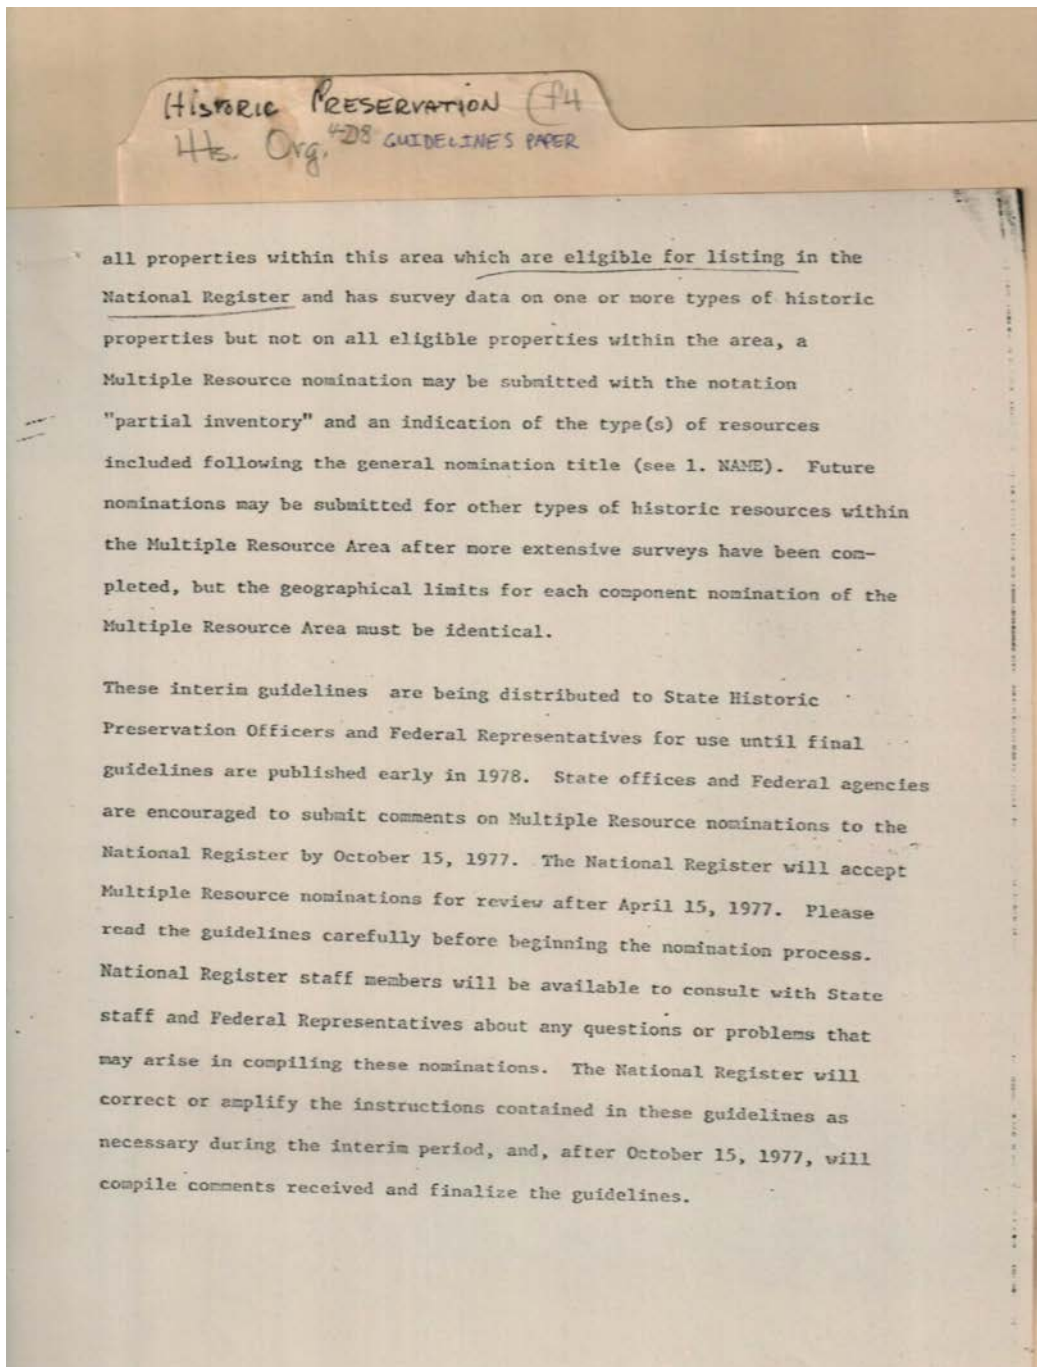 HISTORIC PRESERVATION
Org. GUIDELINES PAPER
all properties within this area which are eligible for listing in the
National Register and has survey data on one or more types of historic
properties but not on all eligible properties within the area, a
Multiple Resource nomination may be submitted with the notation
"partial inventory" and an indication of the type(s) of resources
included following the general nomination title (see 1. NAME).  Future
nominations may be submitted for other types of historic resources within
the Multiple Resource Area after more extensive surveys have been com-
pleted, but the geographical limits for each component nomination of the
Multiple Resource Area must be identical.
These interim guidelines are being distributed to State Historic
Preservation Officers and Federal Representatives for use until final
guidelines are published early in 1978.  State offices and Federal agencies
are encouraged to submit comments on Multiple Resource nominations to the
National Register by October 15, 1977.  The National Register will accept
Multiple Resource nominations for review after April 15, 1977.  Please
read the guidelines carefully before beginning the nomination process.
National Register staff members will be available to consult with State
staff and Federal Representatives about any questions or problems that
may arise in compiling these nominations.  The National Register will
correct or amplify the instructions contained in these guidelines as
necessary during the interim period, and, after October 15, 1977, will
compile comments received and finalize the guidelines.